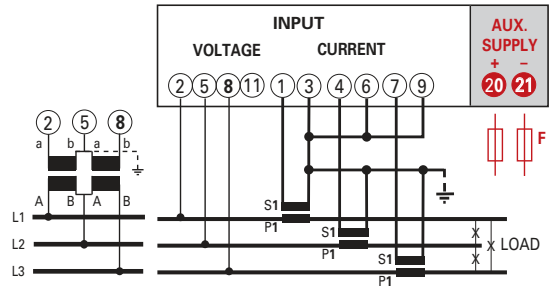 INPUT
VOLTAGE CURRENT
AUX.
SUPPLY
+ −
2 5 8 11 1 3 4 6 7 9 20 21
2 5 8
a b a b
F
A B A B
S1
L1
P1
S1
L2
P1
X X X LOAD
S1
L3
P1